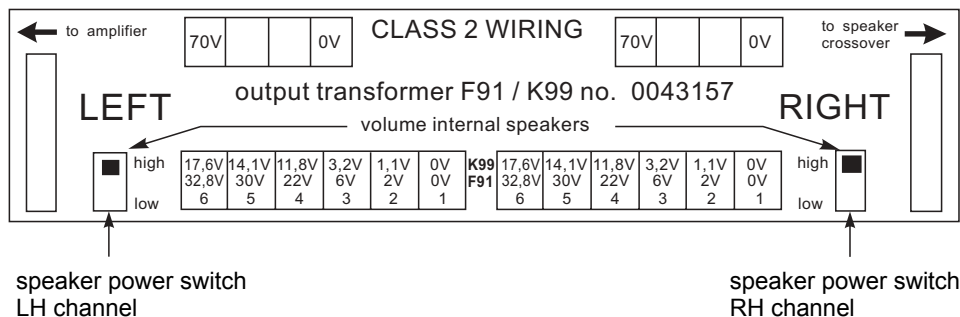 to amplifier
70V 0V
CLASS 2 WIRING
70V 0V
to speaker
crossover
LEFT
output transformer F91 / K99 no. 0043157
RIGHT
volume internal speakers
high
low
17,6V 14,1V 11,8V 3,2V 1,1V 0V K99 17,6V 14,1V 11,8V 3,2V 1,1V 0V
32,8V 30V 22V 6V 2V 0V F91 32,8V 30V 22V 6V 2V 0V
6 5 4 3 2 1 6 5 4 3 2 1
high
low
speaker power switch
LH channel
speaker power switch
RH channel